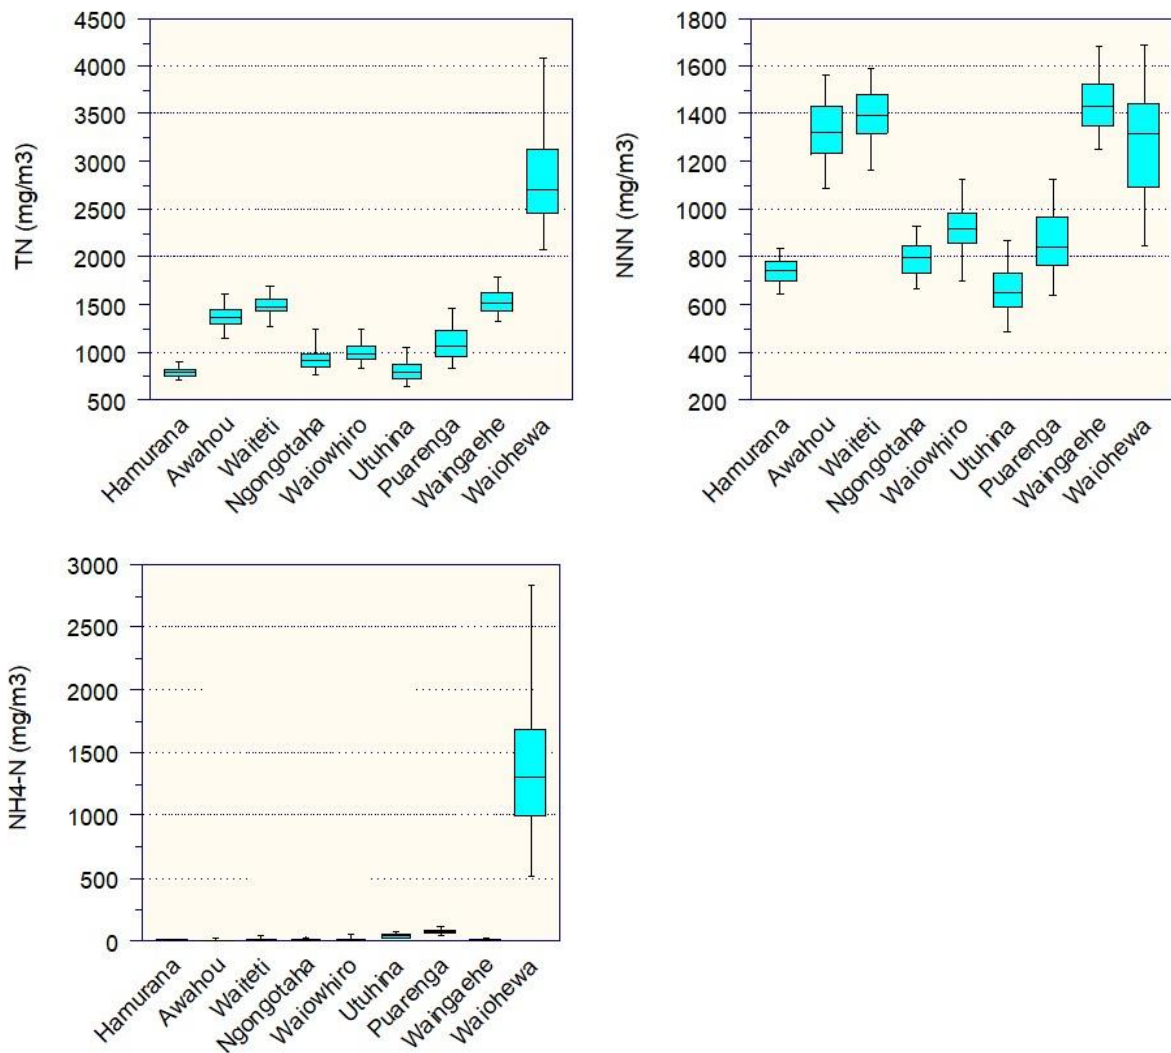 TN (mg/m3)
4500
4000
3500
3000
2500
2000
1500
1000
500
Hamurana
Awahou
Waiteti
Ngongotaha
Waiowhiro
Utuhina
Puarenga
Waingaehe
Waiohewa
NNN (mg/m3)
1800
1600
1400
1200
1000
800
600
400
200
Hamurana
Awahou
Waiteti
Ngongotaha
Waiowhiro
Utuhina
Puarenga
Waingaehe
Waiohewa
NH4-N (mg/m3)
3000
2500
2000
1500
1000
500
0
Hamurana
Awahou
Waiteti
Ngongotaha
Waiowhiro
Utuhina
Puarenga
Waingaehe
Waiohewa